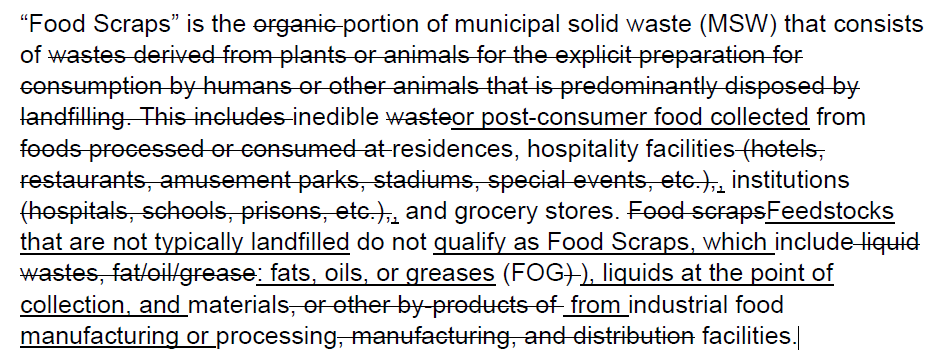 “Food Scraps” is the organic portion of municipal solid waste (MSW) that consists
of wastes derived from plants or animals for the explicit preparation for
consumption by humans or other animals that is predominantly disposed by
landfilling. This includes inedible wasteor post-consumer food collected from
foods processed or consumed at residences, hospitality facilities (hotels,
restaurants, amusement parks, stadiums, special events, etc.),, institutions
(hospitals, schools, prisons, etc.),, and grocery stores. Food scrapsFeedstocks
that are not typically landfilled do not qualify as Food Scraps, which include liquid
wastes, fat/oil/grease: fats, oils, or greases (FOG) ), liquids at the point of
collection, and materials, or other by-products of from industrial food
manufacturing or processing, manufacturing, and distribution facilities.